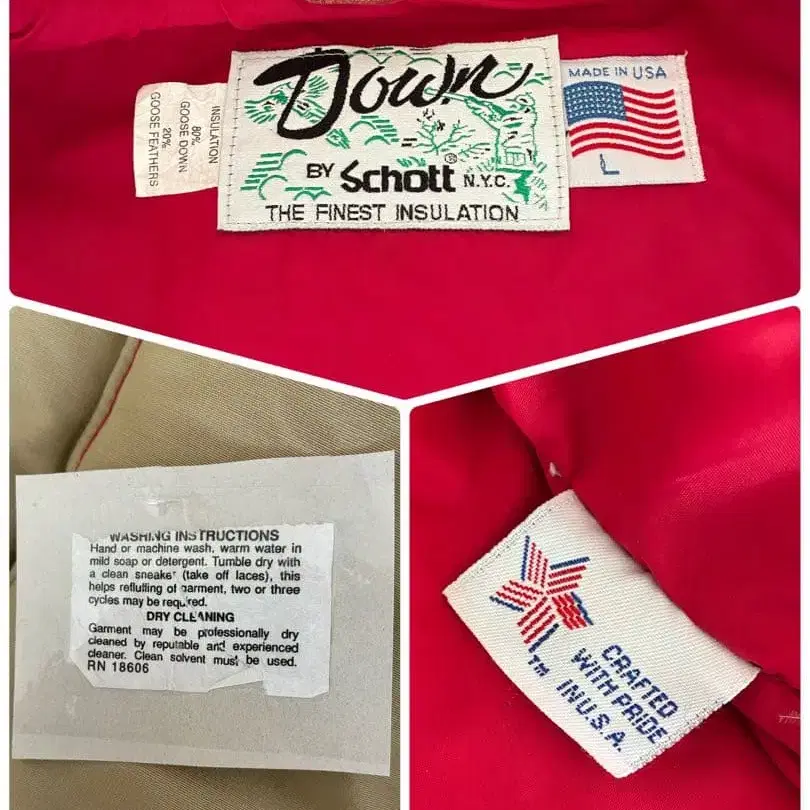 INSULATION
80%
GOOSE DOWN
20%
GOOSE FEATHERS
Down
BY Schott® N.Y.C.
THE FINEST INSULATION
MADE IN USA
L
WASHING INSTRUCTIONS
Hand or machine wash, warm water in
mild soap or detergent. Tumble dry with
a clean sneaker (take off laces), this
helps refluffing of garment, two or three
cycles may be required.
DRY CLEANING
Garment may be professionally dry
cleaned by reputable and experienced
cleaner. Clean solvent must be used.
RN 18606
TM
CRAFTED
WITH PRIDE
IN U.S.A.